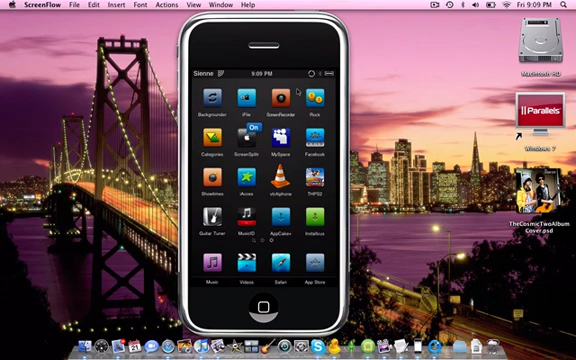 ScreenFlow File Edit Insert Font Actions View Window Help Fri 9:09 PM
Sienne 9:09 PM
Macintosh HD
Backgrounder iFile ScreenRecorder Rock
Parallels
Windows 7
On
Categories ScreenSplit MySpace Facebook
Showtimes iAcces vlc4iphone THPS2
Guitar Tuner MusicID AppCake+ Installous
TheCosmicTwoAlbum
Cover.psd
Music Videos Safari App Store